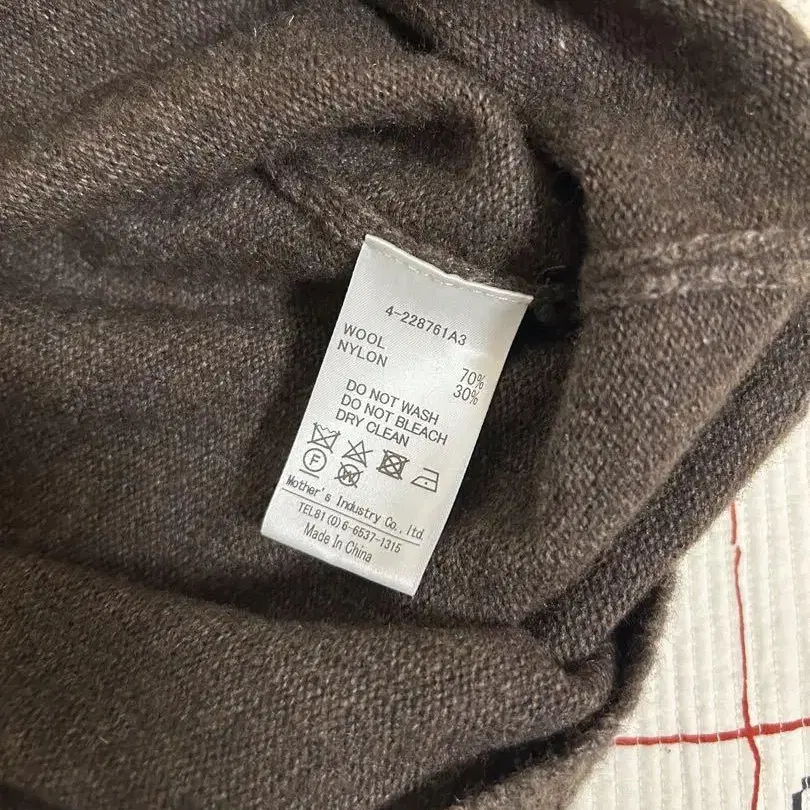 4-228761A3
WOOL 70%
NYLON 30%
DO NOT WASH
DO NOT BLEACH
DRY CLEAN
F W
Mother's Industry Co., ltd.
TEL81(0)6-6537-1315
Made In China